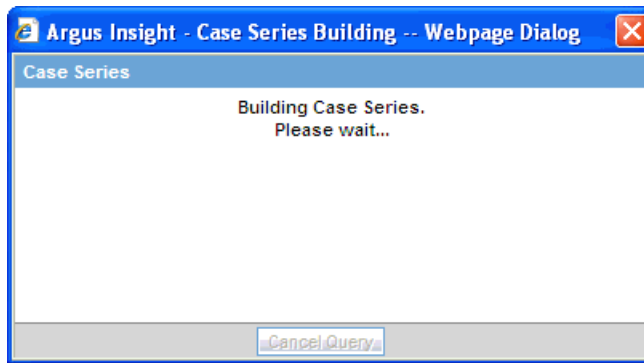 Argus Insight - Case Series Building -- Webpage Dialog
Case Series
Building Case Series.
Please wait...
Cancel Query